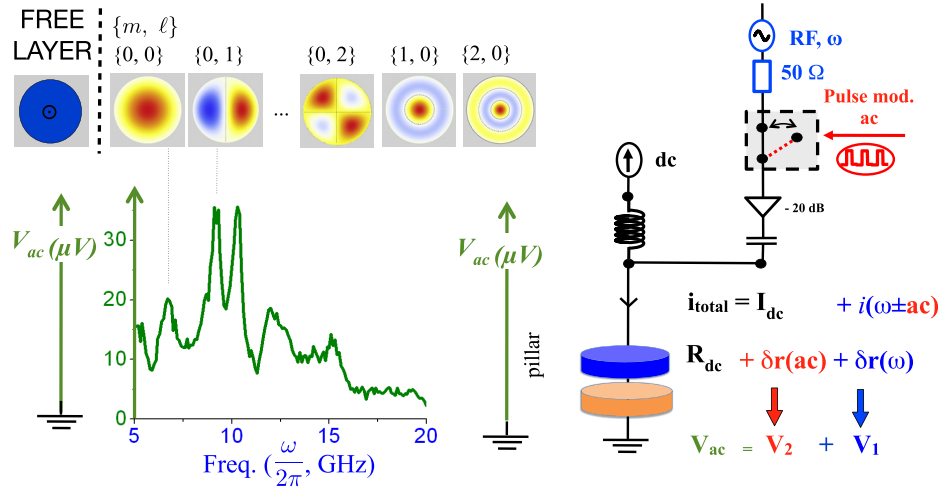 FREE
LAYER
{m, ℓ}
{0, 0} {0, 1} {0, 2} {1, 0} {2, 0}
...
V_ac (μV)
V_ac (μV)
30
20
10
0
5 10 15 20
Freq. (ω/2π, GHz)
V_ac (μV)
pillar
dc
RF, ω
50 Ω
Pulse mod.
ac
- 20 dB
i_total = I_dc + i(ω±ac)
R_dc + δr(ac) + δr(ω)
V_ac = V_2 + V_1